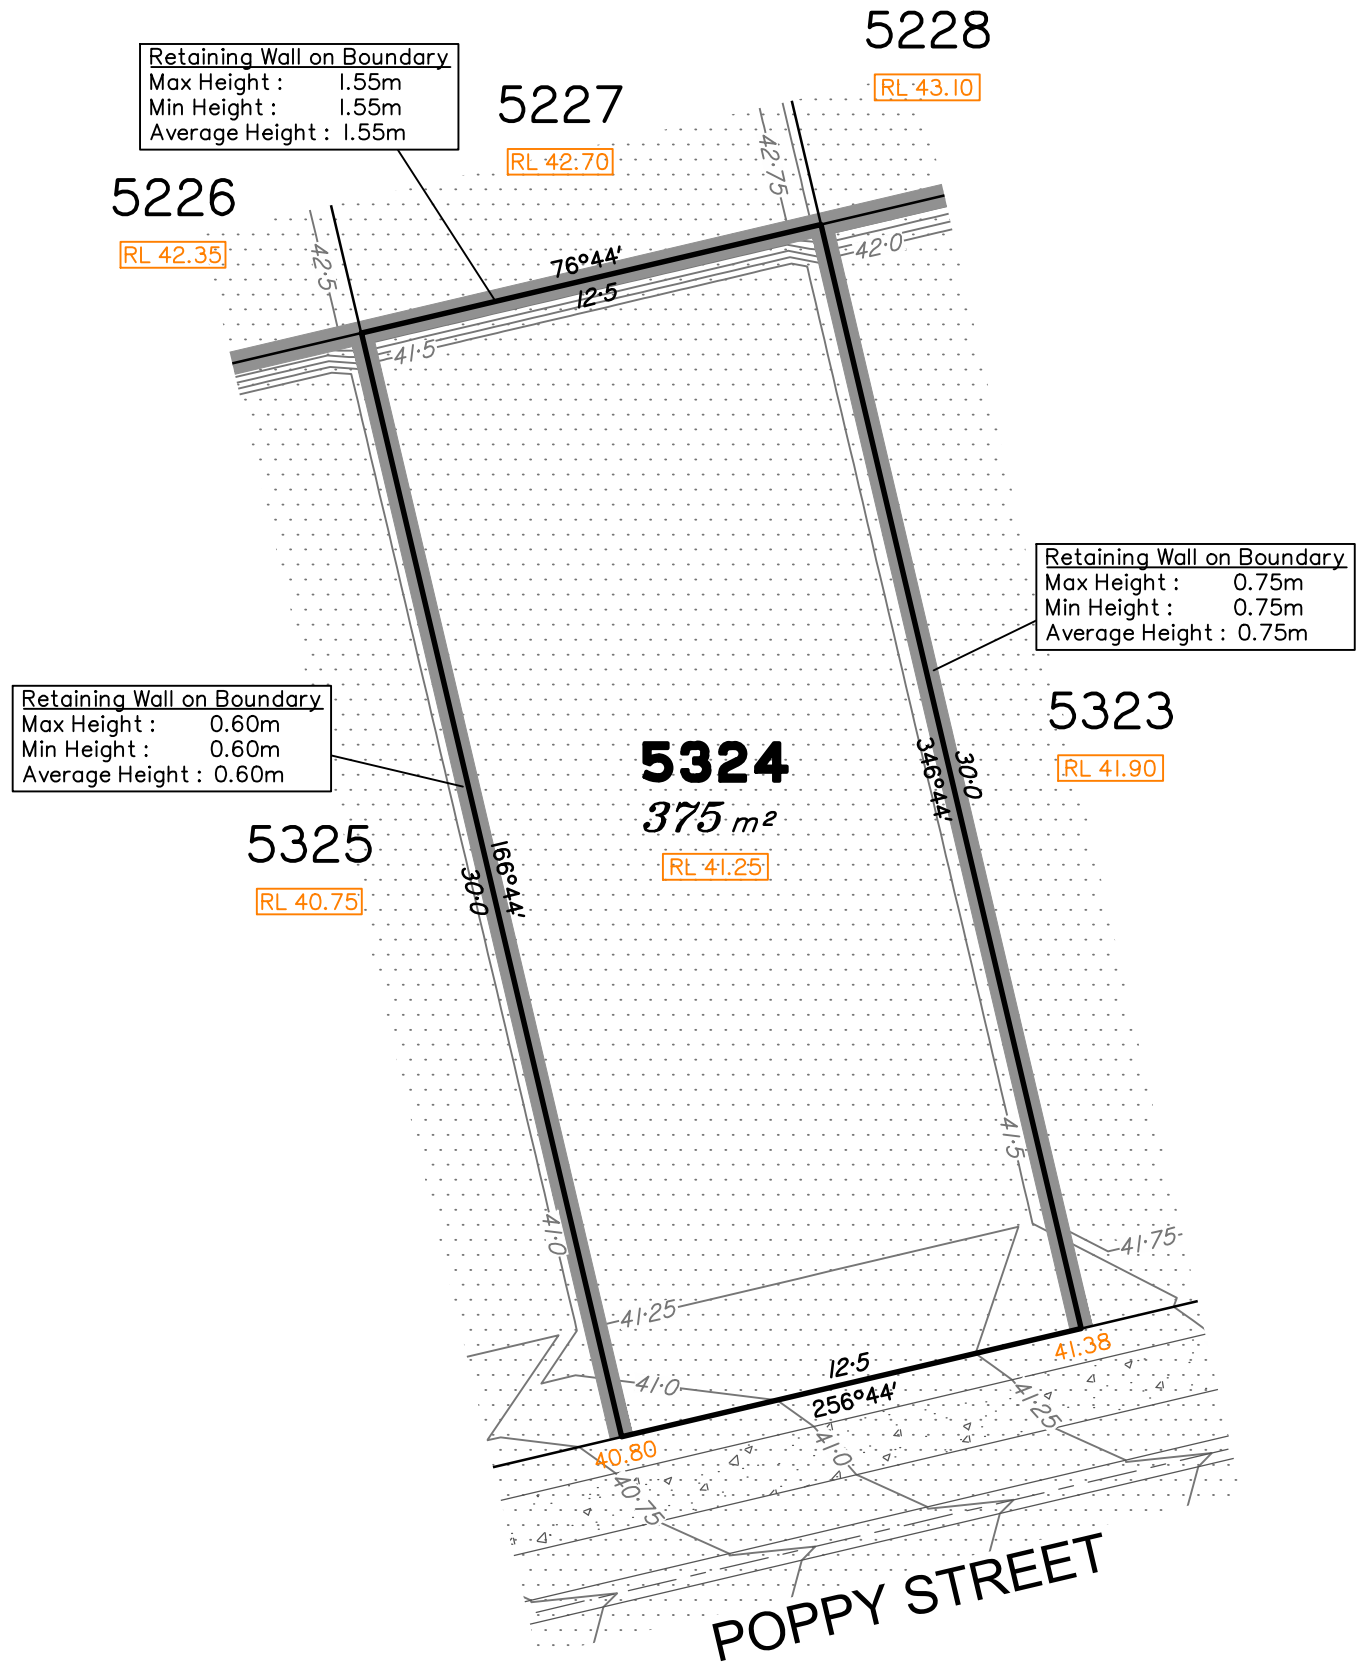 5228
RL 43.10
Retaining Wall on Boundary
Max Height : 1.55m
Min Height : 1.55m
Average Height : 1.55m
5227
RL 42.70
42·75
5226
RL 42.35
42·5
76°44'
12·5
42·0
41·5
Retaining Wall on Boundary
Max Height : 0.75m
Min Height : 0.75m
Average Height : 0.75m
Retaining Wall on Boundary
Max Height : 0.60m
Min Height : 0.60m
Average Height : 0.60m
5323
RL 41.90
346°44'
30·0
5324
375 m²
RL 41.25
5325
RL 40.75
166°44'
30·0
41·5
41·0
41·75
41·25
41·0
12·5
256°44'
41.38
41·25
41·0
40.80
40·75
POPPY STREET